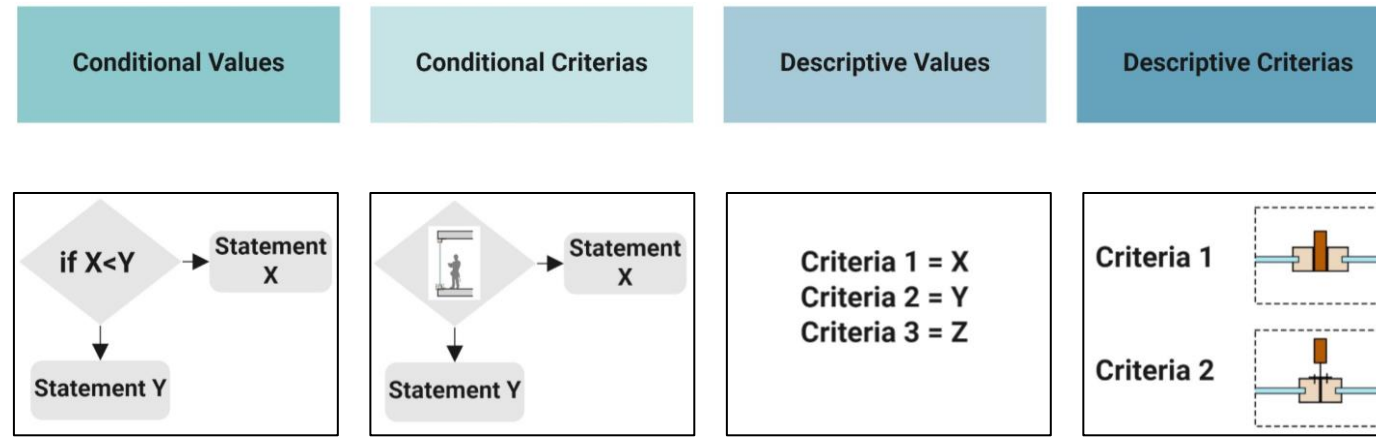 Conditional Values
Conditional Criterias
Descriptive Values
Descriptive Criterias
if X<Y
Statement
X
Statement Y
Statement
X
Statement Y
Criteria 1 = X
Criteria 2 = Y
Criteria 3 = Z
Criteria 1
Criteria 2